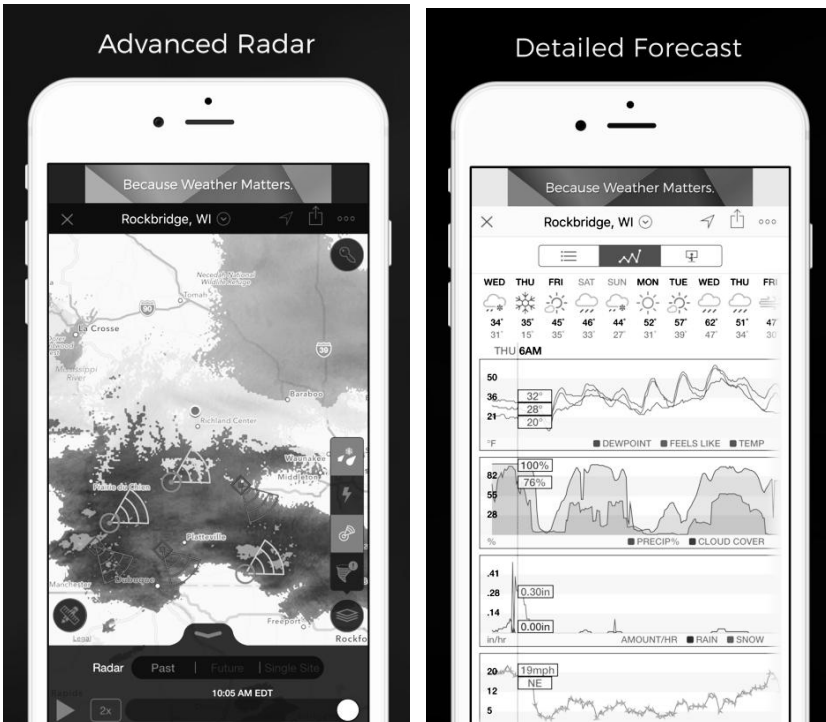 Advanced Radar
Because Weather Matters.
Rockbridge, WI
Necedah National
Wildlife Refuge
Tomah
90
La Crosse
39
Mississippi
River
Baraboo
Richland Center
Waunakee
Middleton
Prairie du Chien
Platteville
Manchester
Dubuque
Freeport
Legal
Rockfo
Radar Past | Future | Single Site
10:05 AM EDT
2x
Detailed Forecast
Because Weather Matters.
Rockbridge, WI
WED THU FRI SAT SUN MON TUE WED THU FRI
34° 35° 45° 46° 44° 52° 57° 62° 51° 47
31° 15° 35° 33° 27° 31° 39° 47° 34° 30
THU 6AM
50
36
21
32°
28°
20°
°F DEWPOINT FEELS LIKE TEMP
82
55
28
100%
76%
% PRECIP% CLOUD COVER
.41
.28
.14
0.30in
0.00in
in/hr AMOUNT/HR RAIN SNOW
20
12
5
19mph
NE